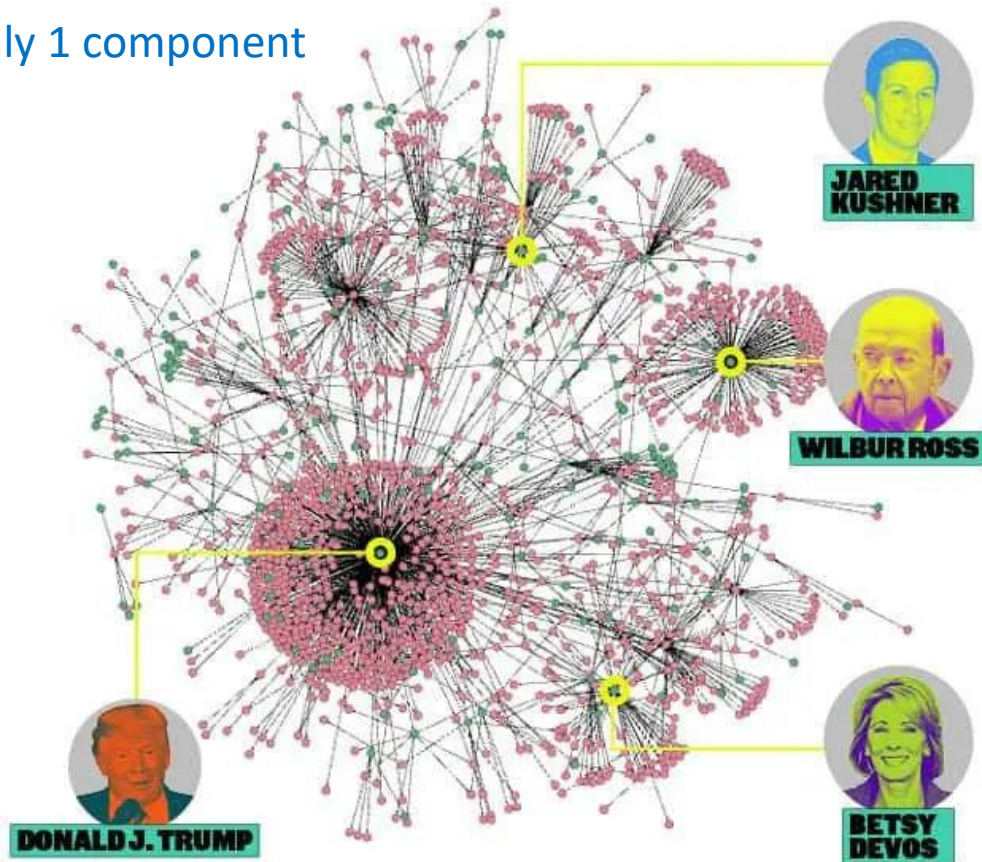 ly 1 component
JARED
KUSHNER
WILBUR ROSS
DONALD J. TRUMP
BETSY
DEVOS